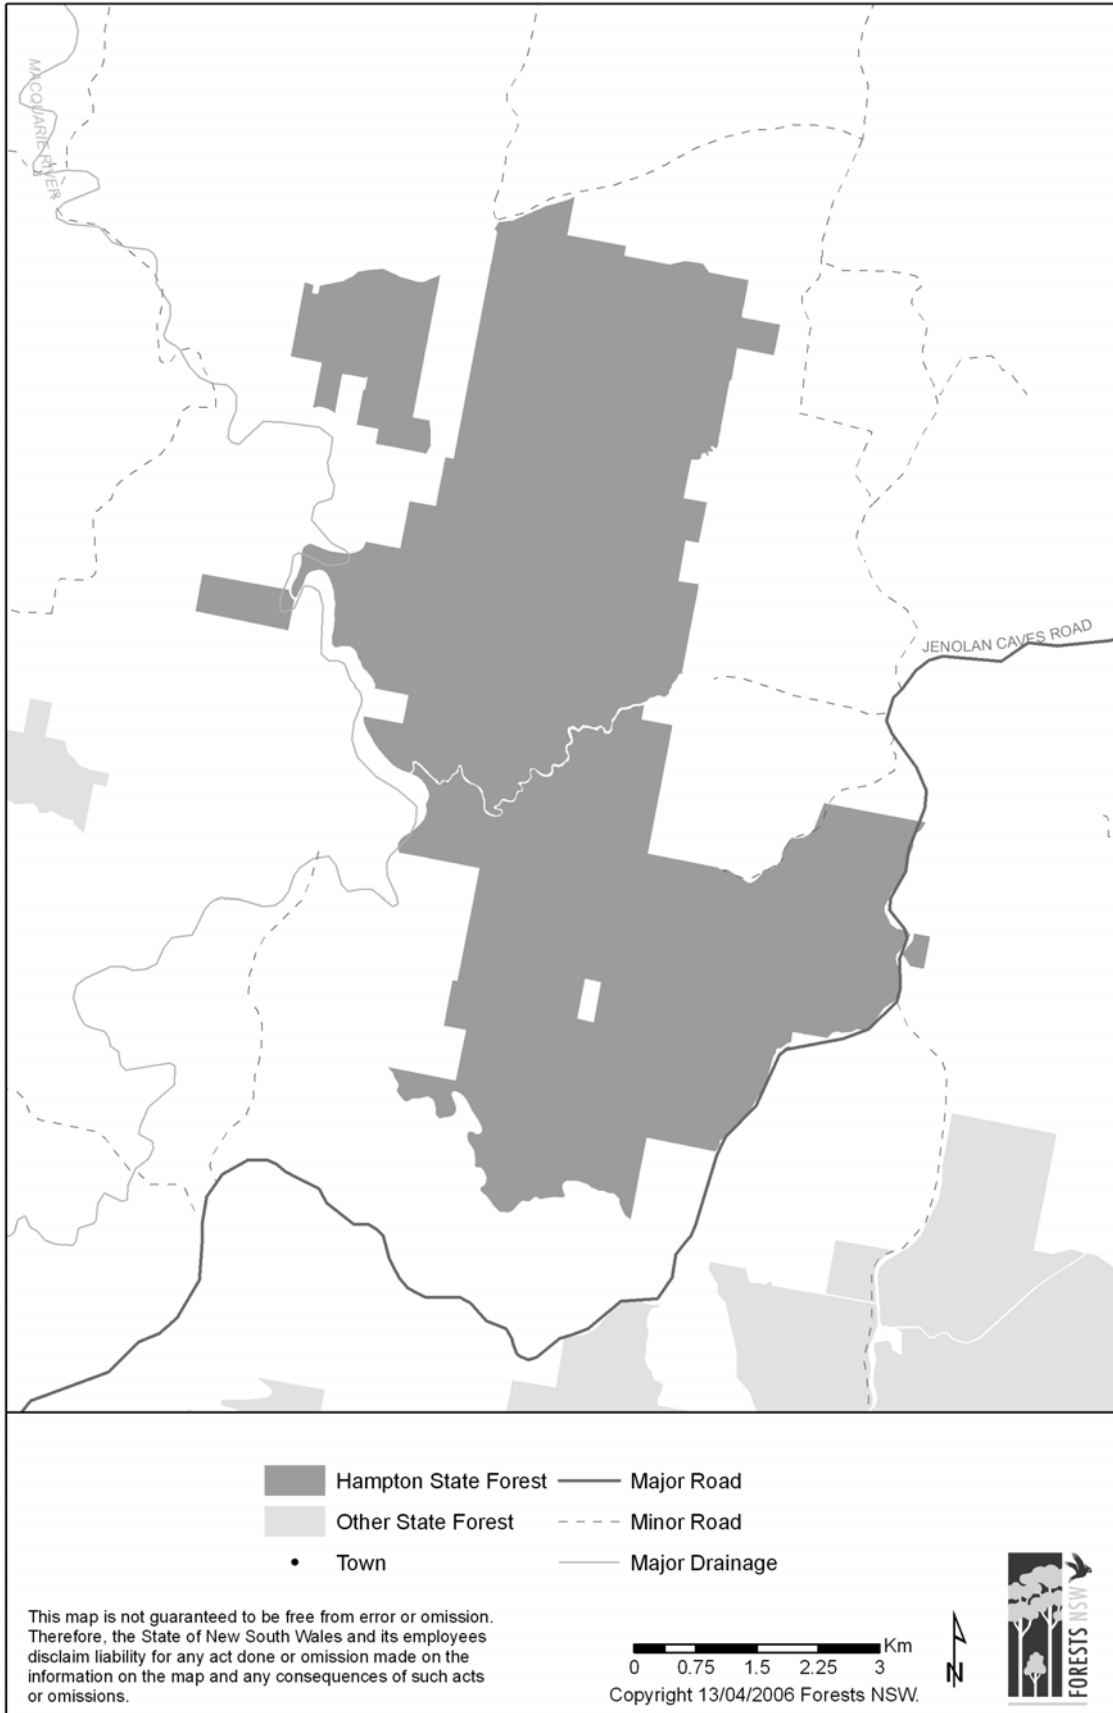 MACQUARIE RIVER
JENOLAN CAVES ROAD
Hampton State Forest
Major Road
Other State Forest
Minor Road
Town
Major Drainage
This map is not guaranteed to be free from error or omission.
Therefore, the State of New South Wales and its employees
disclaim liability for any act done or omission made on the
information on the map and any consequences of such acts
or omissions.
Km
0 0.75 1.5 2.25 3
Copyright 13/04/2006 Forests NSW.
N
FORESTS NSW